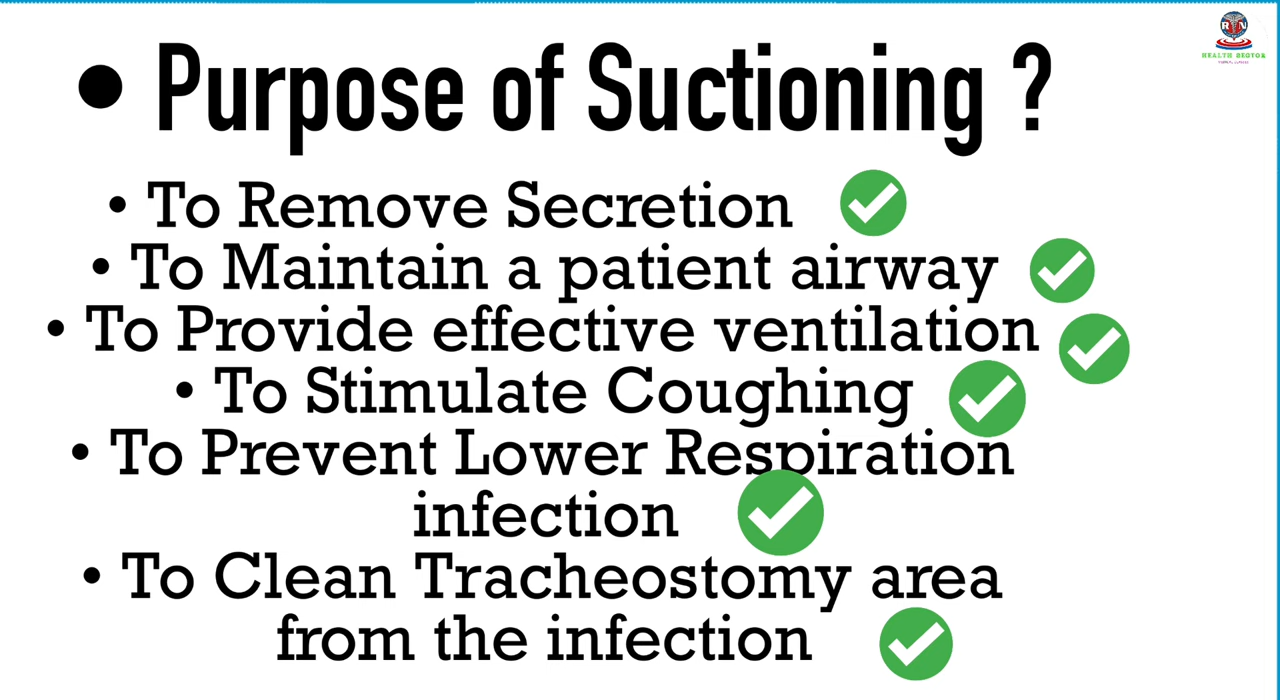 • Purpose of Suctioning ?
• To Remove Secretion
• To Maintain a patient airway
• To Provide effective ventilation
• To Stimulate Coughing
• To Prevent Lower Respiration
infection
• To Clean Tracheostomy area
from the infection
R N
HEALTH SECTOR